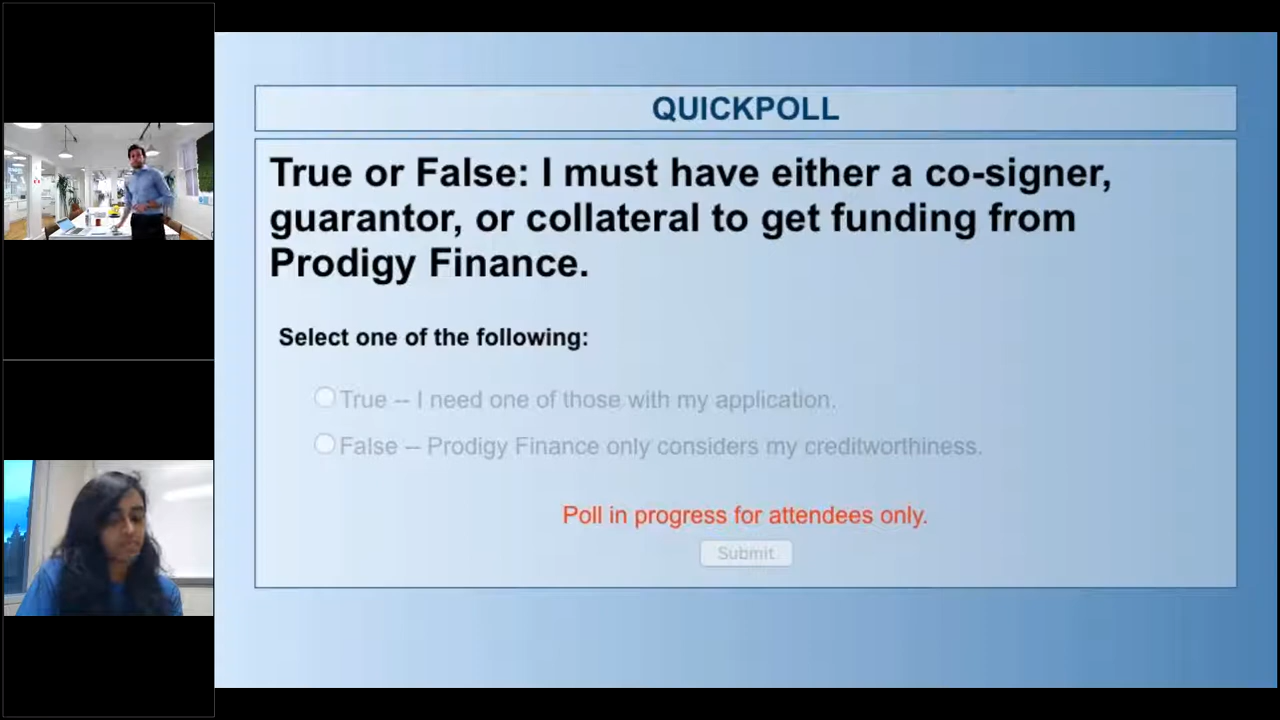 QUICKPOLL
True or False: I must have either a co-signer,
guarantor, or collateral to get funding from
Prodigy Finance.
Select one of the following:
True -- I need one of those with my application.
False -- Prodigy Finance only considers my creditworthiness.
Poll in progress for attendees only.
Submit